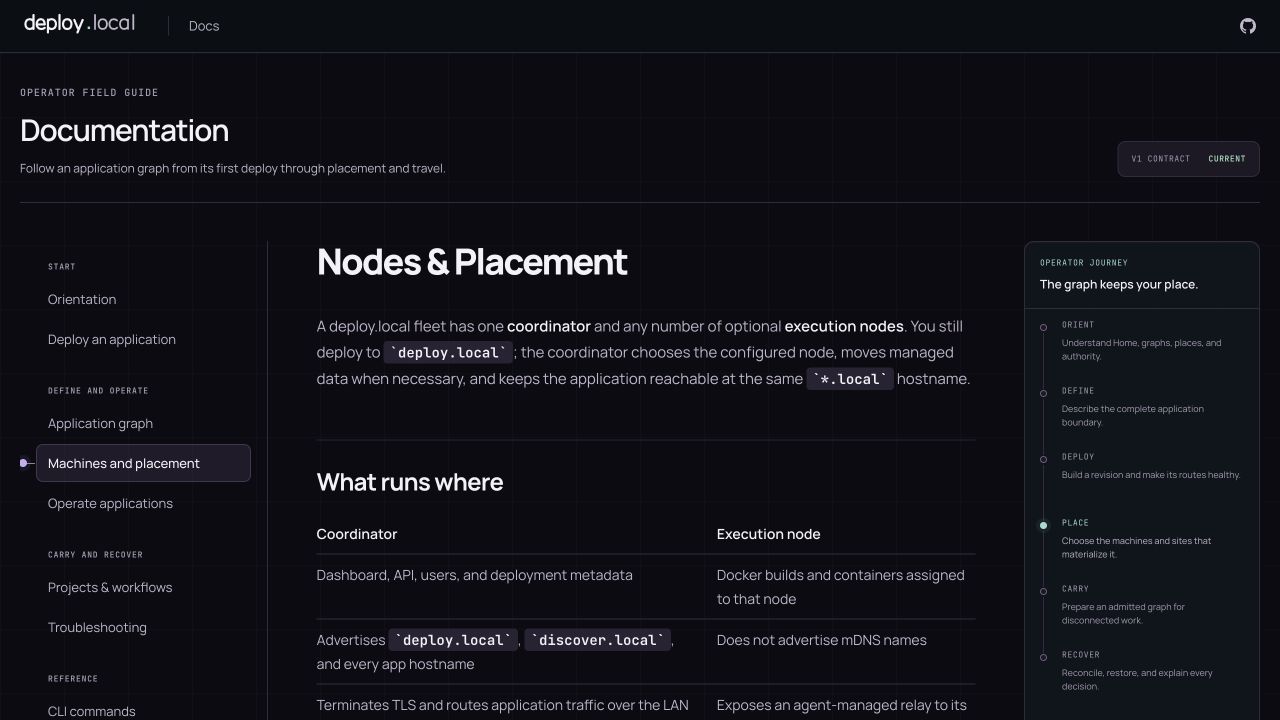 deploy.local
Docs
OPERATOR FIELD GUIDE
Documentation
Follow an application graph from its first deploy through placement and travel.
V1 CONTRACT CURRENT
START
Orientation
Deploy an application
DEFINE AND OPERATE
Application graph
Machines and placement
Operate applications
CARRY AND RECOVER
Projects & workflows
Troubleshooting
REFERENCE
CLI commands
Nodes & Placement
A deploy.local fleet has one coordinator and any number of optional execution nodes. You still
deploy to `deploy.local`; the coordinator chooses the configured node, moves managed
data when necessary, and keeps the application reachable at the same `*.local` hostname.
What runs where
Coordinator Execution node
Dashboard, API, users, and deployment metadata
Docker builds and containers assigned
to that node
Advertises `deploy.local`, `discover.local`,
and every app hostname
Does not advertise mDNS names
Terminates TLS and routes application traffic over the LAN
Exposes an agent-managed relay to its
OPERATOR JOURNEY
The graph keeps your place.
ORIENT
Understand Home, graphs, places, and
authority.
DEFINE
Describe the complete application
boundary.
DEPLOY
Build a revision and make its routes healthy.
PLACE
Choose the machines and sites that
materialize it.
CARRY
Prepare an admitted graph for
disconnected work.
RECOVER
Reconcile, restore, and explain every
decision.